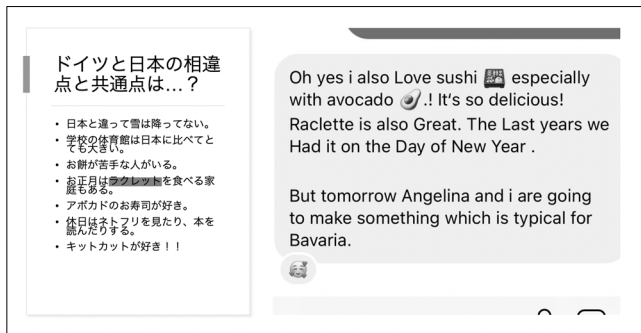 ドイツと日本の相違
点と共通点は…？
• 日本と違って雪は降ってない。
• 学校の体育館は日本に比べてと
ても大きい。
• お餅が苦手な人がいる。
• お正月はラクレットを食べる家
庭もある。
• アボカドのお寿司が好き。
• 休日はネトフリを見たり、本を
読んだりする。
• キットカットが好き！！
Oh yes i also Love sushi 🍱 especially
with avocado 🥑.! It's so delicious!
Raclette is also Great. The Last years we
Had it on the Day of New Year .
But tomorrow Angelina and i are going
to make something which is typical for
Bavaria.
🥰